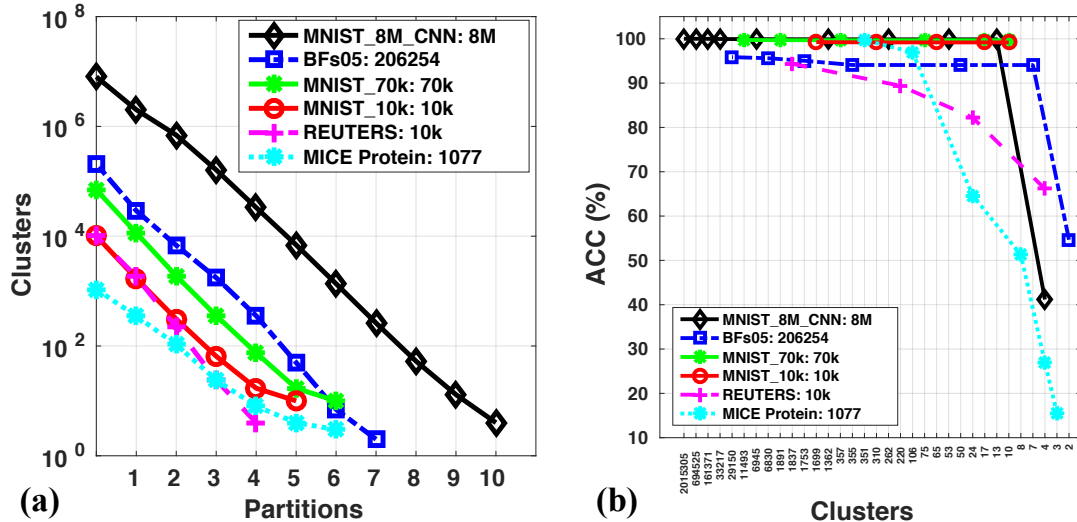 10^8
10^6
10^4
10^2
10^0
Clusters
MNIST_8M_CNN: 8M
BFs05: 206254
MNIST_70k: 70k
MNIST_10k: 10k
REUTERS: 10k
MICE Protein: 1077
1 2 3 4 5 6 7 8 9 10
Partitions
(a)
100
90
80
70
60
50
40
30
20
10
ACC (%)
MNIST_8M_CNN: 8M
BFs05: 206254
MNIST_70k: 70k
MNIST_10k: 10k
REUTERS: 10k
MICE Protein: 1077
2015305 694525 161371 33217 29150 11493 6945 6830 1891 1837 1753 1699 1362 357 355 351 310 262 220 106 75 65 53 50 24 17 13 10 8 7 4 3 2
Clusters
(b)